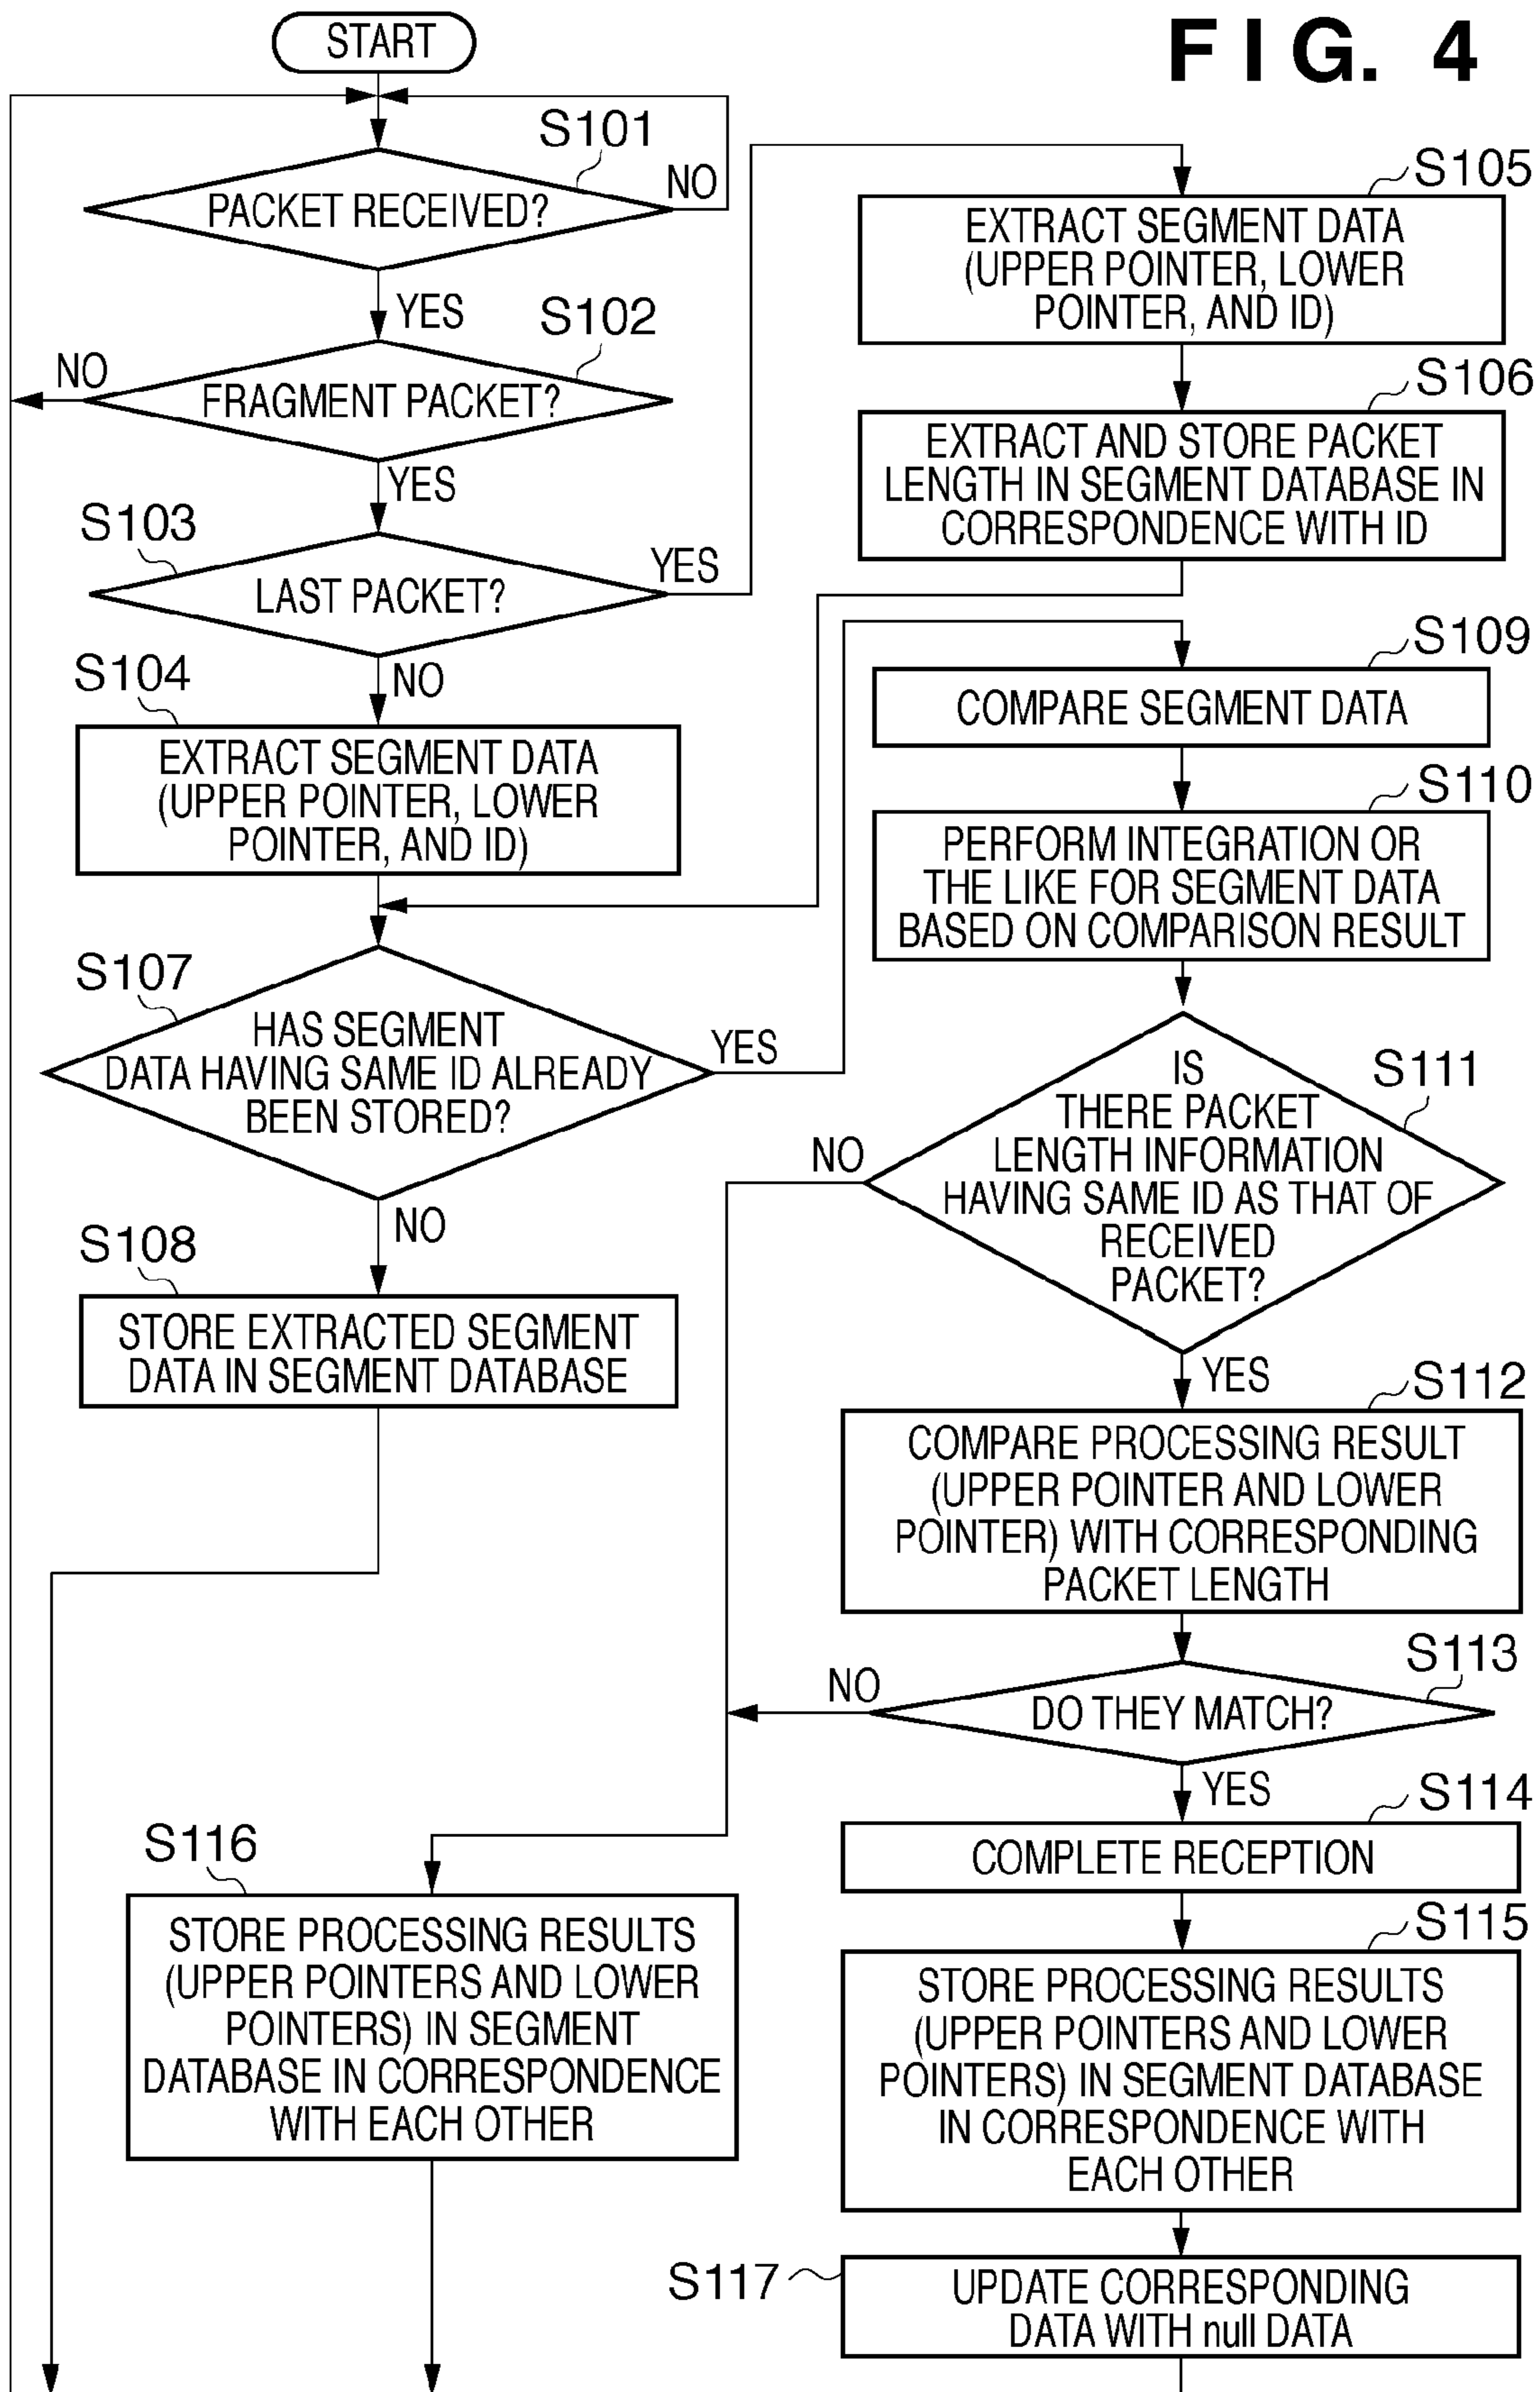 FIG. 4
START
S101
PACKET RECEIVED?
NO
YES
S102
FRAGMENT PACKET?
NO
YES
S103
LAST PACKET?
YES
NO
S104
EXTRACT SEGMENT DATA
(UPPER POINTER, LOWER
POINTER, AND ID)
S105
EXTRACT SEGMENT DATA
(UPPER POINTER, LOWER
POINTER, AND ID)
S106
EXTRACT AND STORE PACKET
LENGTH IN SEGMENT DATABASE IN
CORRESPONDENCE WITH ID
S107
HAS SEGMENT
DATA HAVING SAME ID ALREADY
BEEN STORED?
YES
NO
S108
STORE EXTRACTED SEGMENT
DATA IN SEGMENT DATABASE
S109
COMPARE SEGMENT DATA
S110
PERFORM INTEGRATION OR
THE LIKE FOR SEGMENT DATA
BASED ON COMPARISON RESULT
S111
IS
THERE PACKET
LENGTH INFORMATION
HAVING SAME ID AS THAT OF
RECEIVED
PACKET?
NO
YES
S112
COMPARE PROCESSING RESULT
(UPPER POINTER AND LOWER
POINTER) WITH CORRESPONDING
PACKET LENGTH
S113
DO THEY MATCH?
NO
YES
S114
COMPLETE RECEPTION
S115
STORE PROCESSING RESULTS
(UPPER POINTERS AND LOWER
POINTERS) IN SEGMENT DATABASE
IN CORRESPONDENCE WITH
EACH OTHER
S116
STORE PROCESSING RESULTS
(UPPER POINTERS AND LOWER
POINTERS) IN SEGMENT
DATABASE IN CORRESPONDENCE
WITH EACH OTHER
S117
UPDATE CORRESPONDING
DATA WITH null DATA